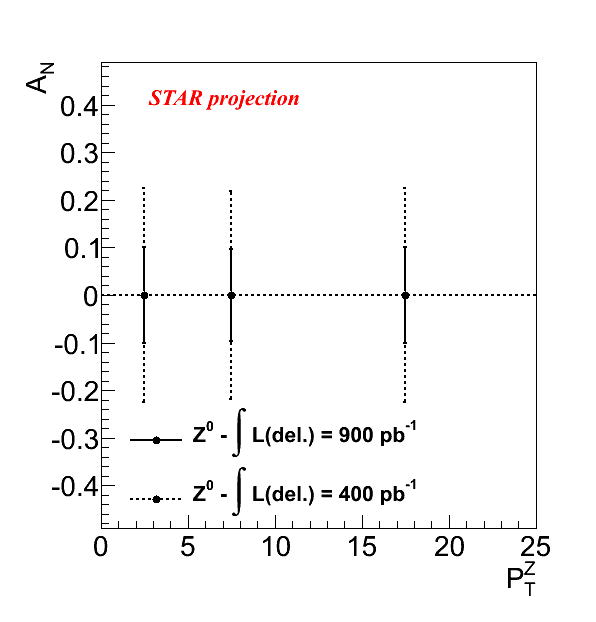 A_N
STAR projection
0.4
0.3
0.2
0.1
0
-0.1
-0.2
-0.3
-0.4
Z^0 - ∫ L(del.) = 900 pb^-1
Z^0 - ∫ L(del.) = 400 pb^-1
0 5 10 15 20 25
P_T^Z